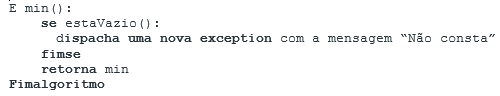 E min():
se estaVazio():
dispacha uma nova exception com a mensagem “Não consta”
fimse
retorna min
Fimalgoritmo